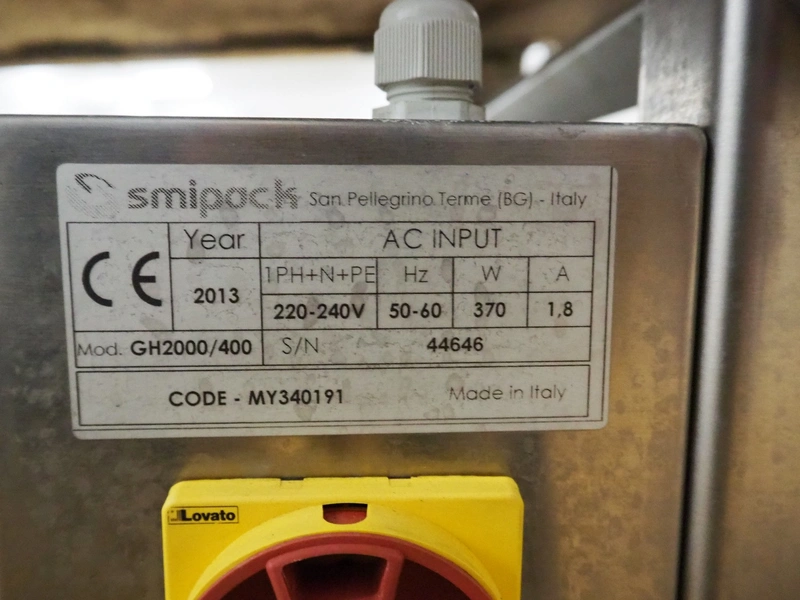 smipack San Pellegrino Terme (BG) - Italy
CE
Year
2013
AC INPUT
1PH+N+PE Hz W A
220-240V 50-60 370 1,8
Mod. GH2000/400 S/N 44646
CODE - MY340191 Made in Italy
Lovato